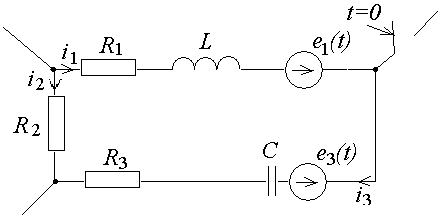 t=0
i1 R1 L e1(t)
i2
R2
R3 C e3(t)
i3